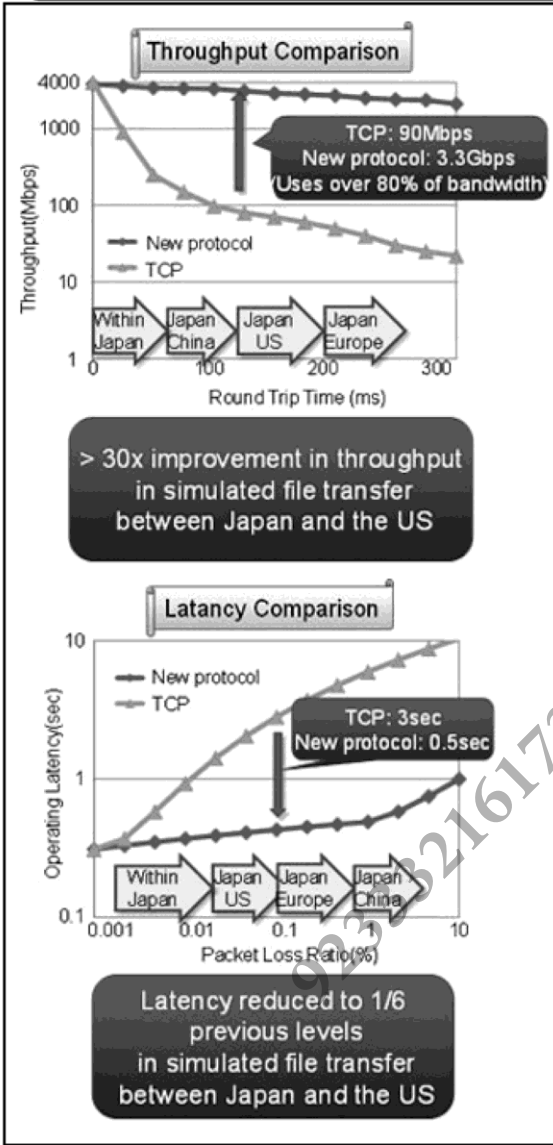 Throughput Comparison
4000
1000
100
10
1
Throughput(Mbps)
TCP: 90Mbps
New protocol: 3.3Gbps
(Uses over 80% of bandwidth)
New protocol
TCP
Within
Japan
Japan
China
Japan
US
Japan
Europe
0
100
200
300
Round Trip Time (ms)
> 30x improvement in throughput
in simulated file transfer
between Japan and the US
Latancy Comparison
10
1
0.1
Operating Latency(sec)
New protocol
TCP
TCP: 3sec
New protocol: 0.5sec
Within
Japan
Japan
US
Japan
Europe
Japan
China
0.001
0.01
0.1
1
10
Packet Loss Ratio(%)
Latency reduced to 1/6
previous levels
in simulated file transfer
between Japan and the US